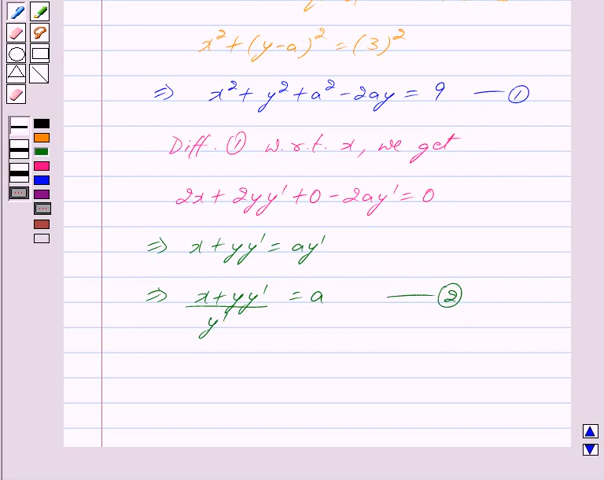 x² + (y-a)² = (3)²
⇒ x² + y² + a² - 2ay = 9 — ①
Diff. ① w.r.t. x, we get
2x + 2yy' + 0 - 2ay' = 0
⇒ x + yy' = ay'
⇒ (x + yy')/y' = a — ②